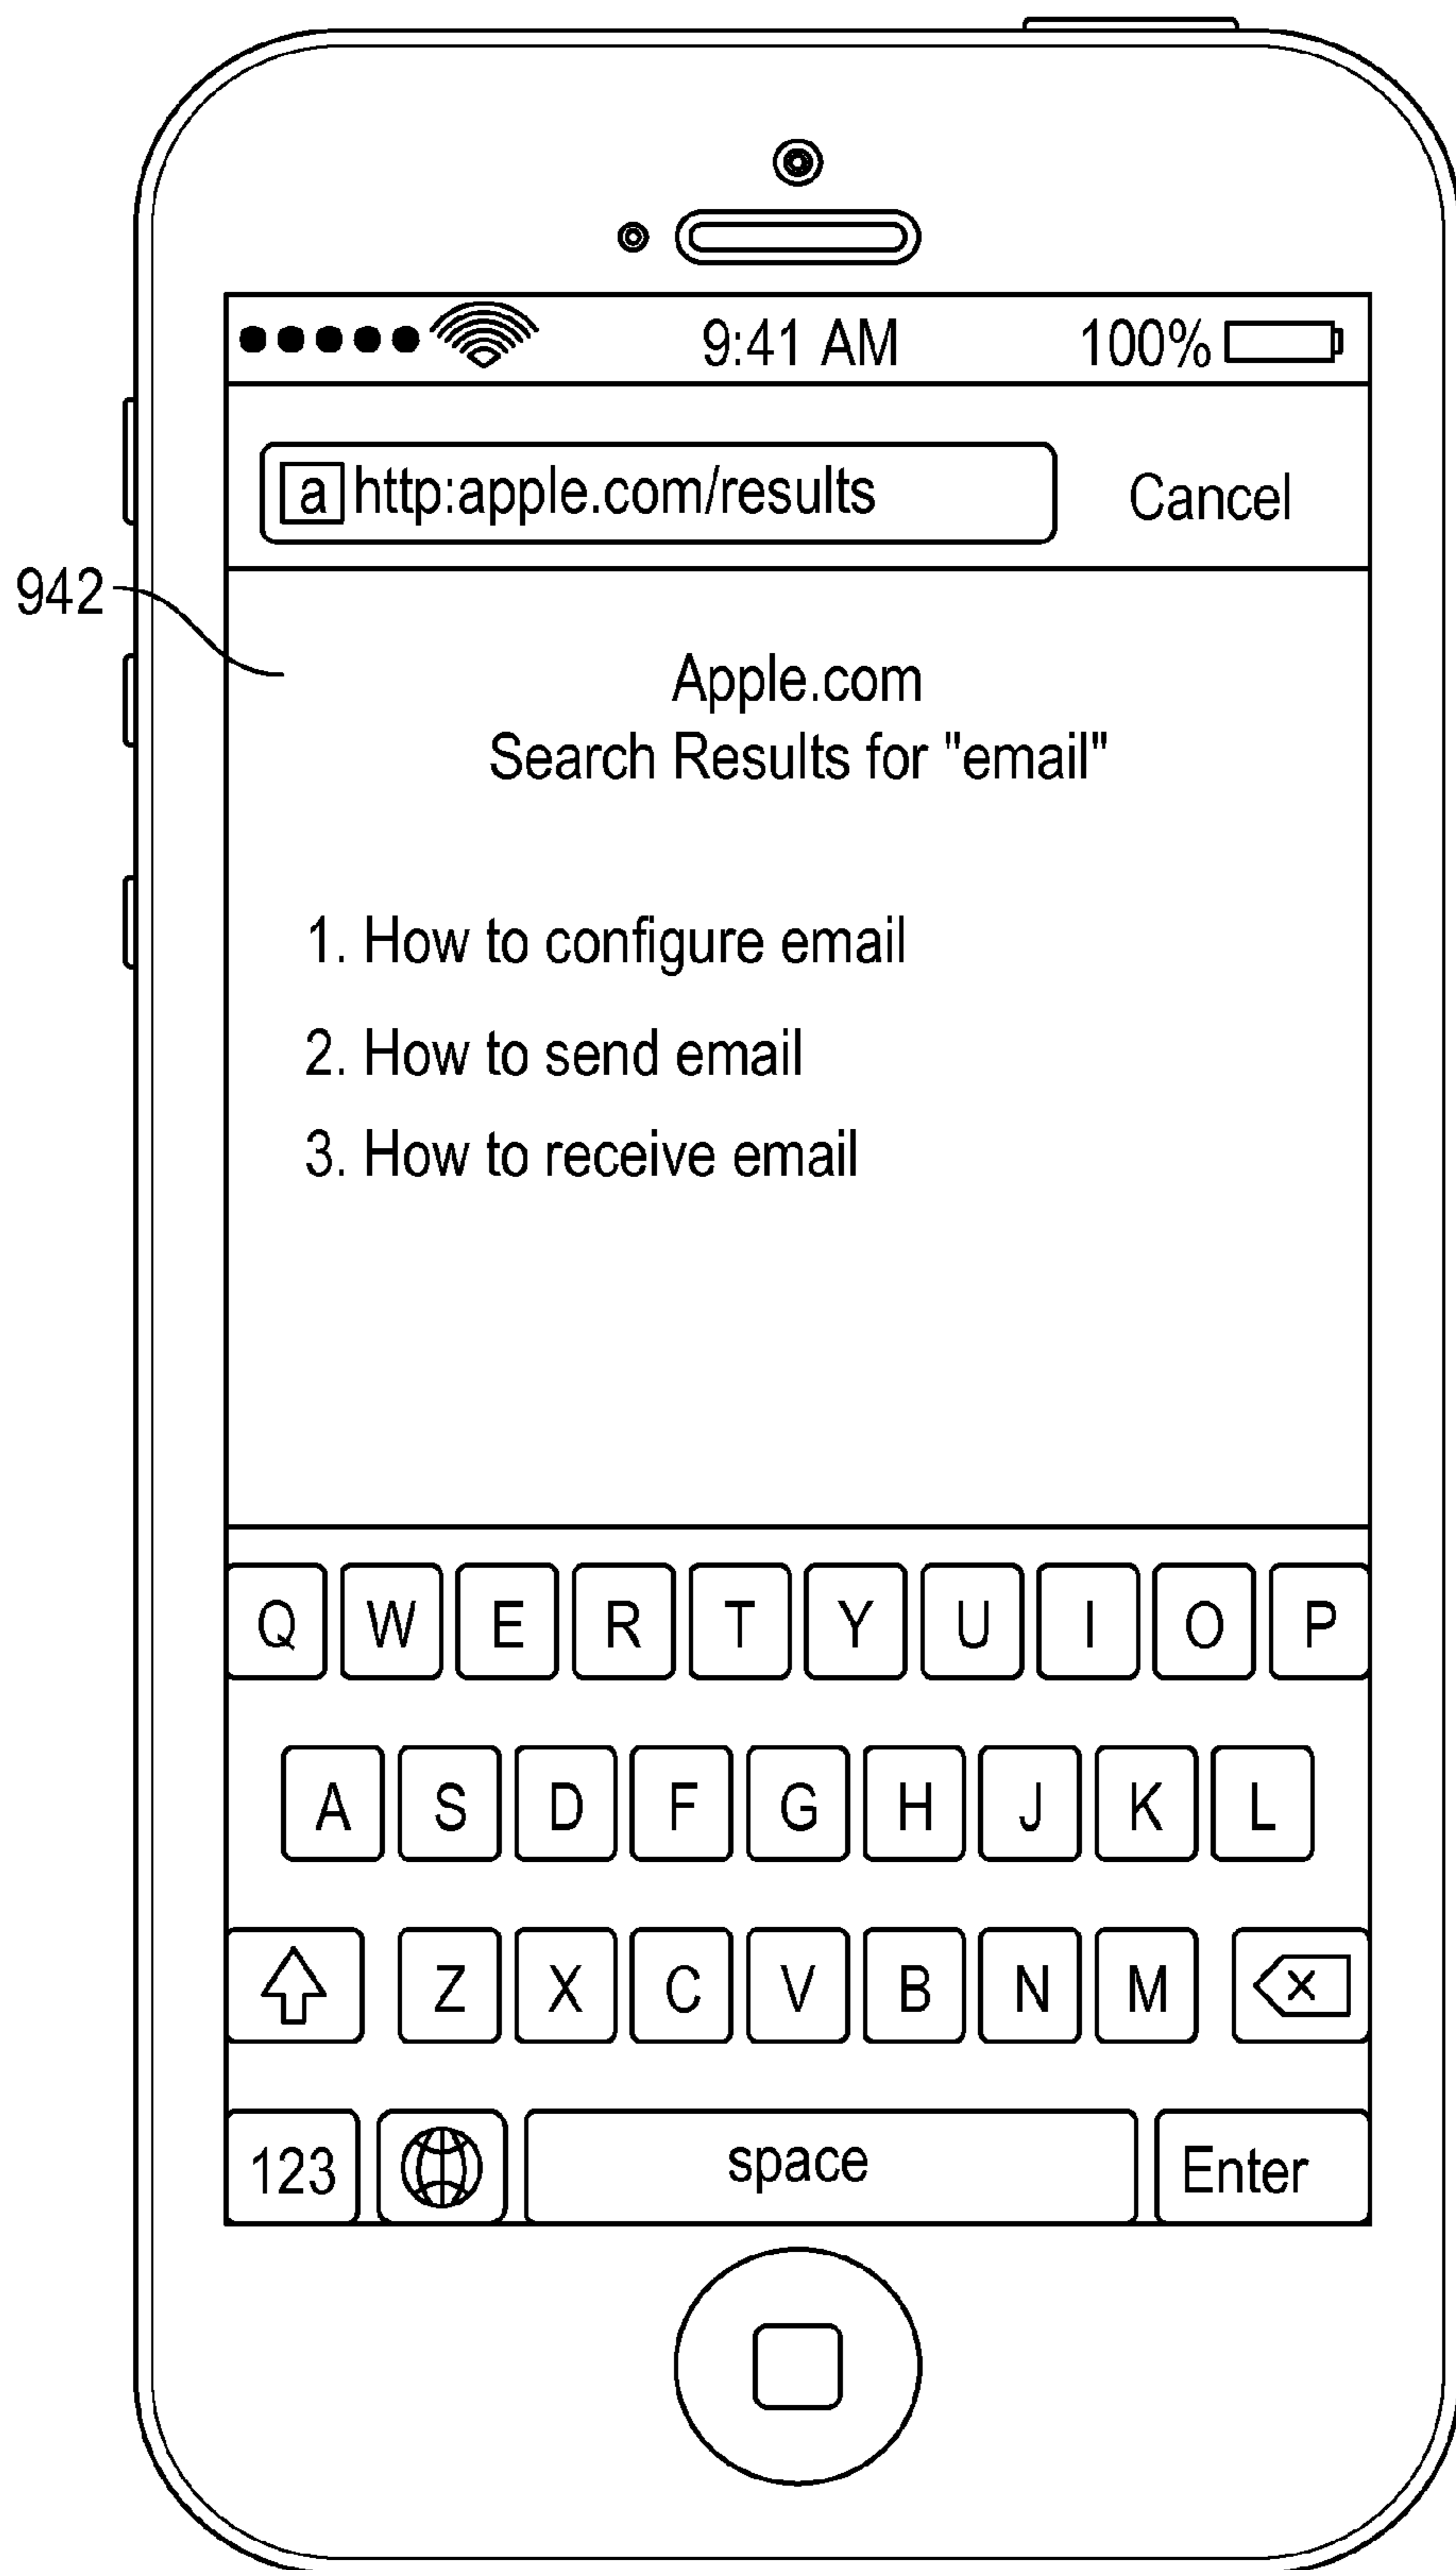 9:41 AM 100%
a http:apple.com/results Cancel
942
Apple.com
Search Results for "email"
1. How to configure email
2. How to send email
3. How to receive email
Q W E R T Y U I O P
A S D F G H J K L
Z X C V B N M
123 space Enter